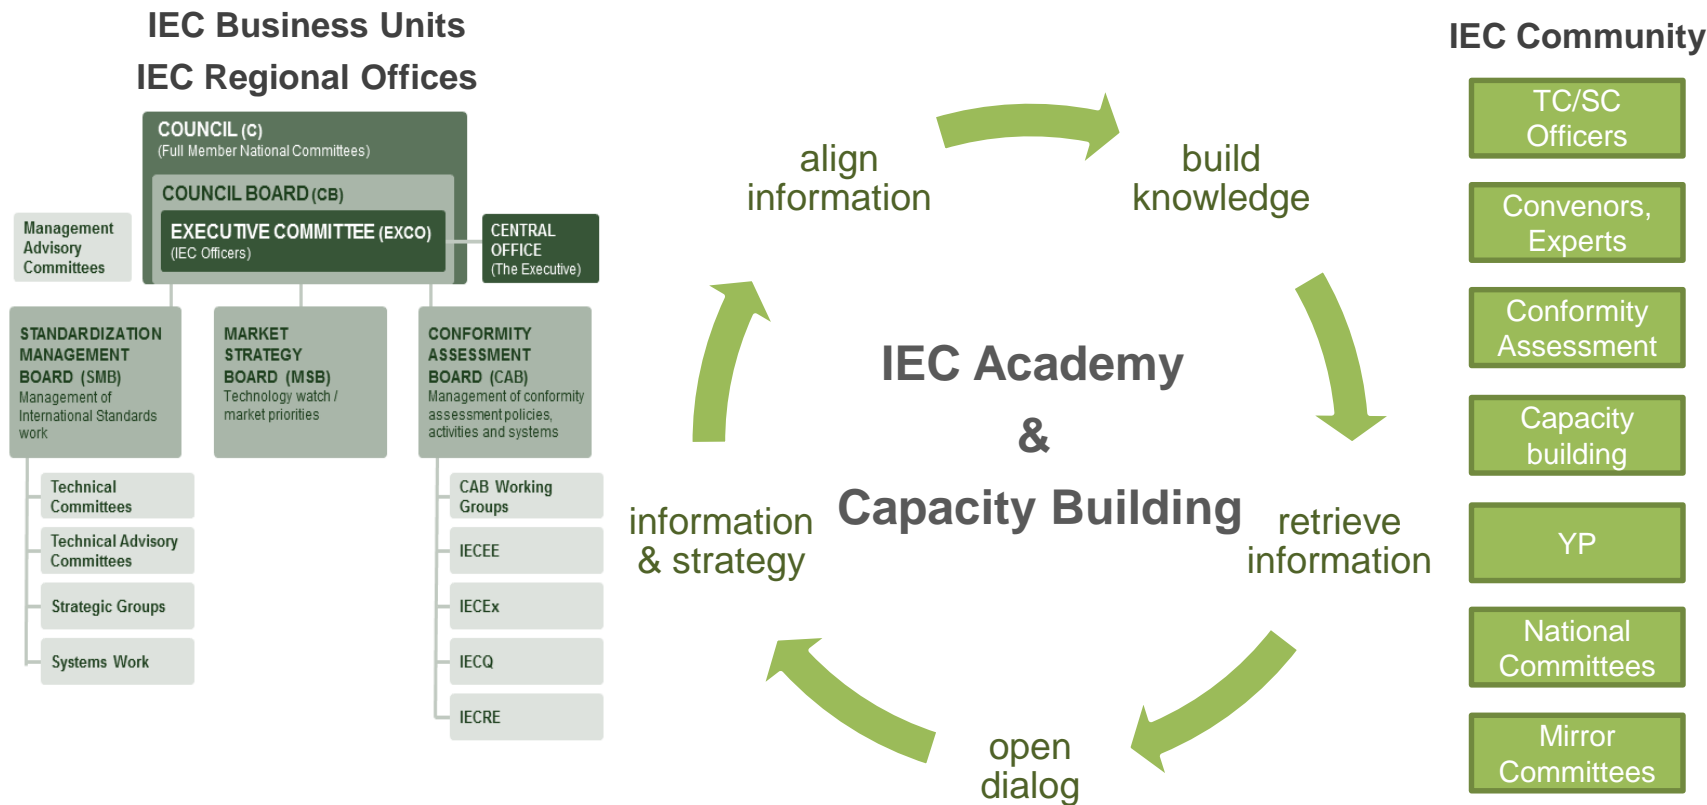 IEC Business Units
IEC Regional Offices
COUNCIL (C)
(Full Member National Committees)
COUNCIL BOARD (CB)
EXECUTIVE COMMITTEE (EXCO)
(IEC Officers)
Management
Advisory
Committees
CENTRAL
OFFICE
(The Executive)
STANDARDIZATION
MANAGEMENT
BOARD (SMB)
Management of
International Standards
work
MARKET
STRATEGY
BOARD (MSB)
Technology watch /
market priorities
CONFORMITY
ASSESSMENT
BOARD (CAB)
Management of conformity
assessment policies,
activities and systems
Technical
Committees
Technical Advisory
Committees
Strategic Groups
Systems Work
CAB Working
Groups
IECEE
IECEx
IECQ
IECRE
align
information
build
knowledge
IEC Academy
&
Capacity Building
information
& strategy
retrieve
information
open
dialog
IEC Community
TC/SC
Officers
Convenors,
Experts
Conformity
Assessment
Capacity
building
YP
National
Committees
Mirror
Committees